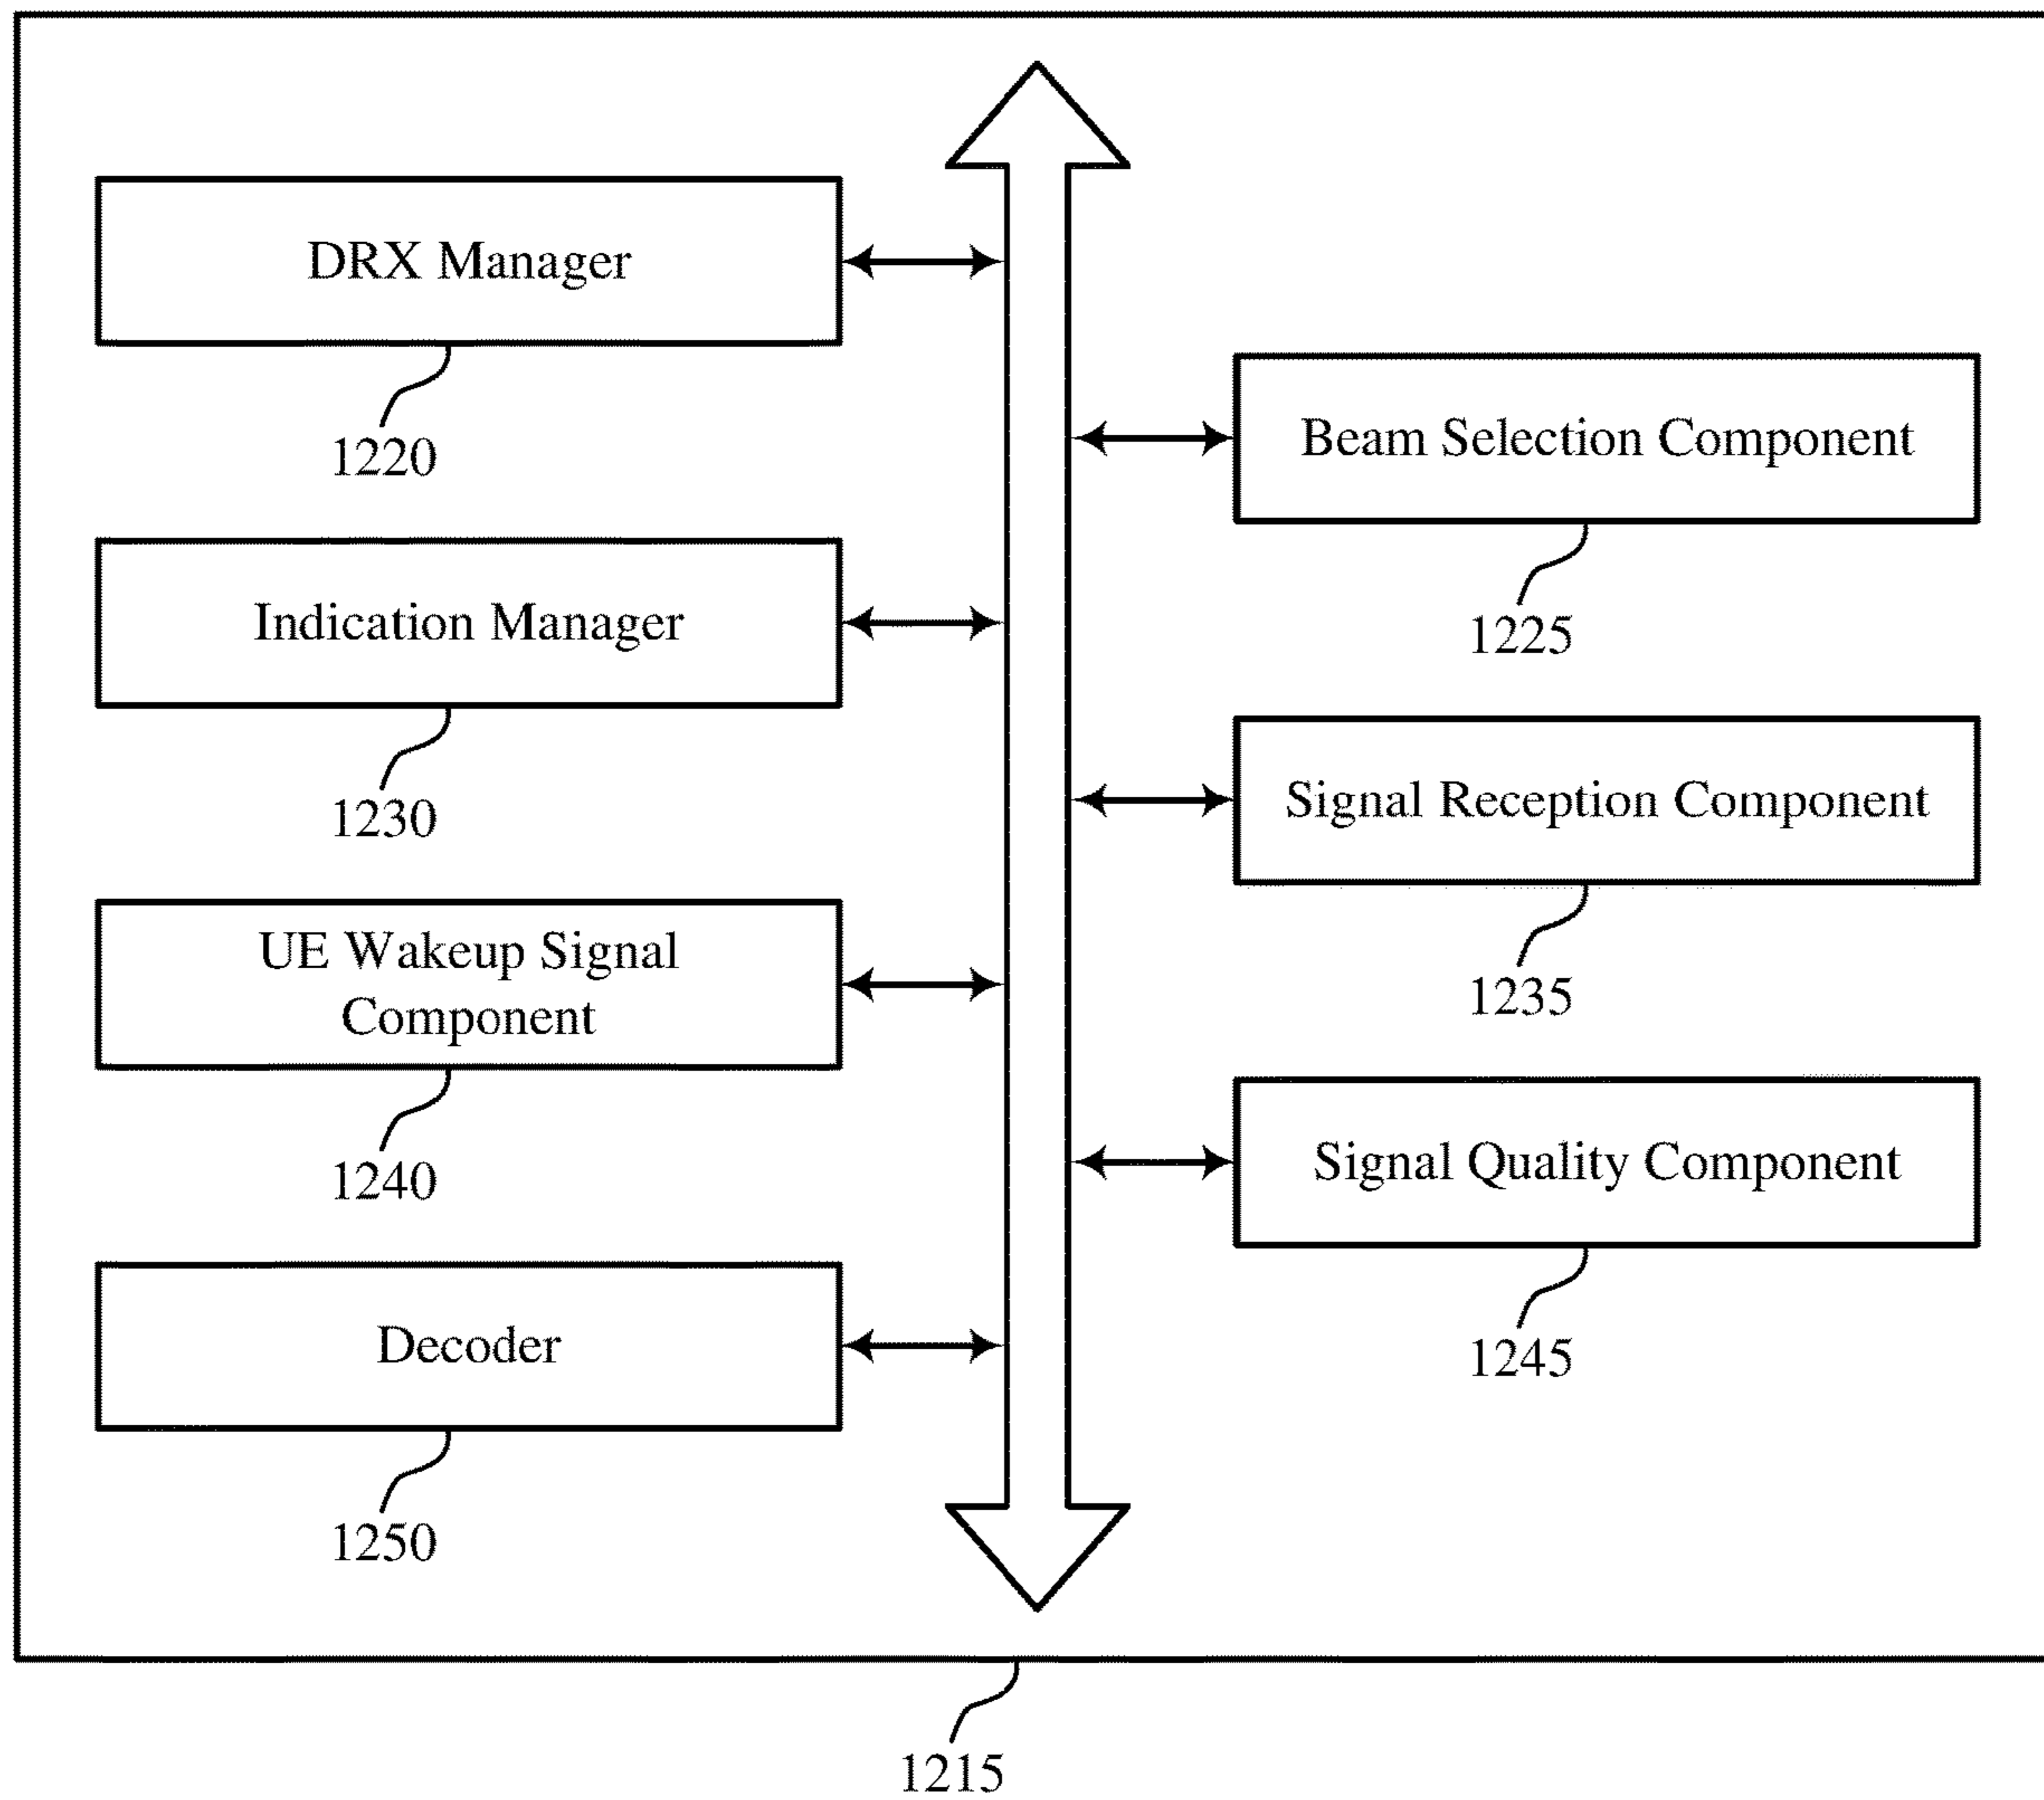 DRX Manager
1220
Beam Selection Component
1225
Indication Manager
1230
Signal Reception Component
1235
UE Wakeup Signal
Component
1240
Signal Quality Component
1245
Decoder
1250
1215